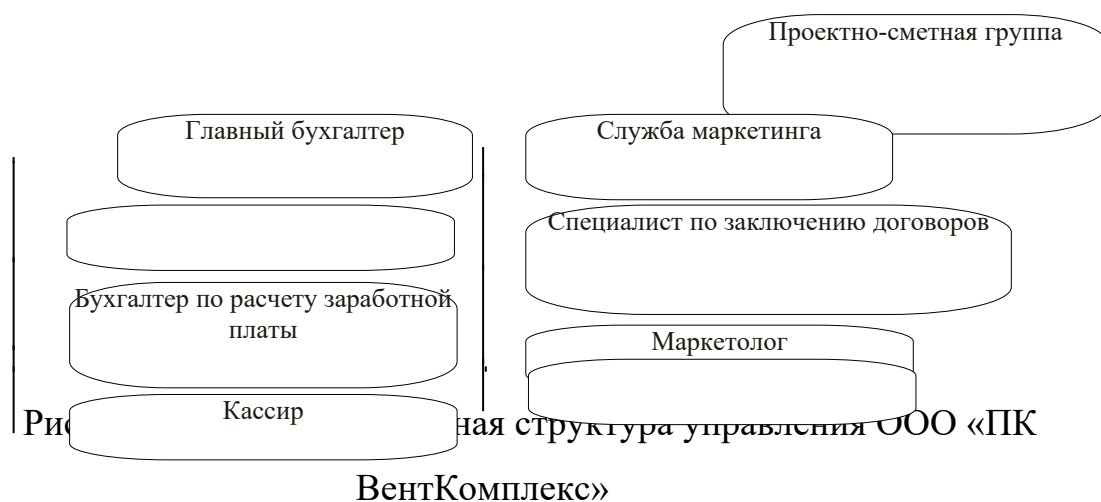 Проектно-сметная группа
Главный бухгалтер
Служба маркетинга
Специалист по заключению договоров
Бухгалтер по расчету заработной
платы
Маркетолог
Кассир
структура управления ООО «ПК
ВентКомплекс»